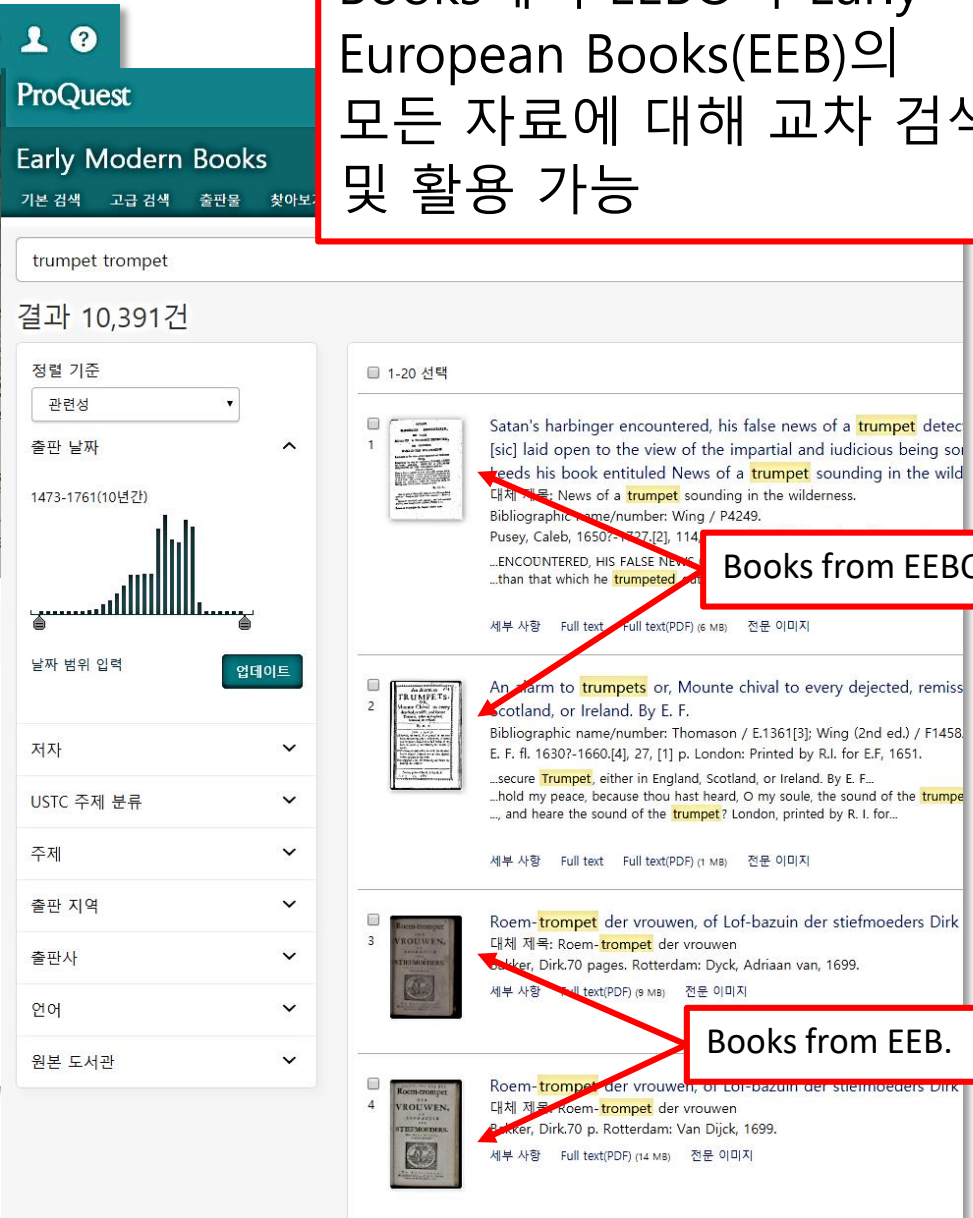 European Books(EEB)의
모든 자료에 대해 교차
및 활용 가능
ProQuest
Early Modern Books
기본 검색 고급 검색 출판물
trumpet trompet
결과 10,391건
정렬 기준
관련성
출판 날짜
1473-1761(10년간)
날짜 범위 입력
업데이트
저자
USTC 주제 분류
주제
출판 지역
출판사
언어
원본 도서관
1-20 선택
1
Satan's harbinger encountered, his false news of a trumpet detec
[sic] laid open to the view of the impartial and iudicious being
his book entituled News of a trumpet sounding in the wild
대체 제목: News of a trumpet sounding in the wilderness.
Bibliographic name/number: Wing / P4249.
Pusey, Caleb, 1650?-1727.[2], 114,
...ENCOUNTERED, HIS FALSE NEWS
...than that which he trumpeted
세부 사항 Full text Full text(PDF) (6 MB) 전문 이미지
Books from EEBO
2
An alarm to trumpets or, Mounte chival to every dejected, remiss
Scotland, or Ireland. By E. F.
Bibliographic name/number: Thomason / E.1361[3]; Wing (2nd ed.) / F1458.
E. F. fl. 1630?-1660.[4], 27, [1] p. London: Printed by R.I. for E.F, 1651.
...secure Trumpet, either in England, Scotland, or Ireland. By E. F...
...hold my peace, because thou hast heard, O my soule, the sound of the trumpe
..., and heare the sound of the trumpet? London, printed by R. I. for...
세부 사항 Full text Full text(PDF) (1 MB) 전문 이미지
3
Roem-trompet der vrouwen, of Lof-bazuin der stiefmoeders Dirk
대체 제목: Roem-trompet der vrouwen
Bakker, Dirk.70 pages. Rotterdam: Dyck, Adriaan van, 1699.
세부 사항 Full text(PDF) (9 MB) 전문 이미지
Books from EEB.
4
Roem-trompet der vrouwen, of Lof-bazuin der stiefmoeders Dirk
대체 제목: Roem-trompet der vrouwen
Bakker, Dirk.70 p. Rotterdam: Van Dijck, 1699.
세부 사항 Full text(PDF) (14 MB) 전문 이미지